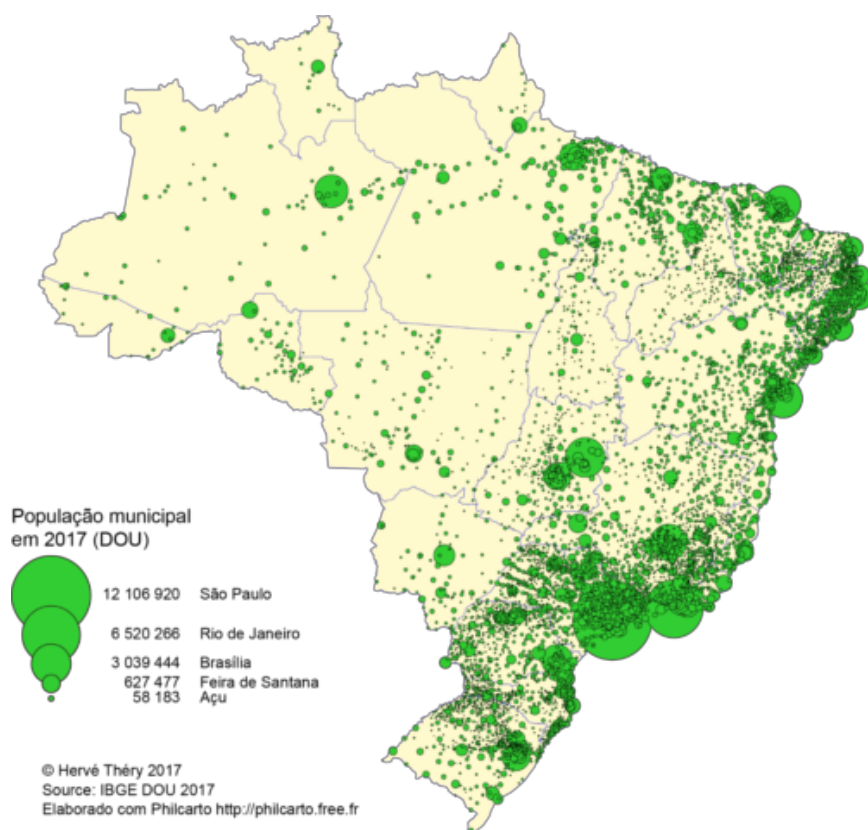 População municipal
em 2017 (DOU)
12 106 920 São Paulo
6 520 266 Rio de Janeiro
3 039 444 Brasília
627 477 Feira de Santana
58 183 Açu
© Hervé Théry 2017
Source: IBGE DOU 2017
Elaborado com Philcarto http://philcarto.free.fr